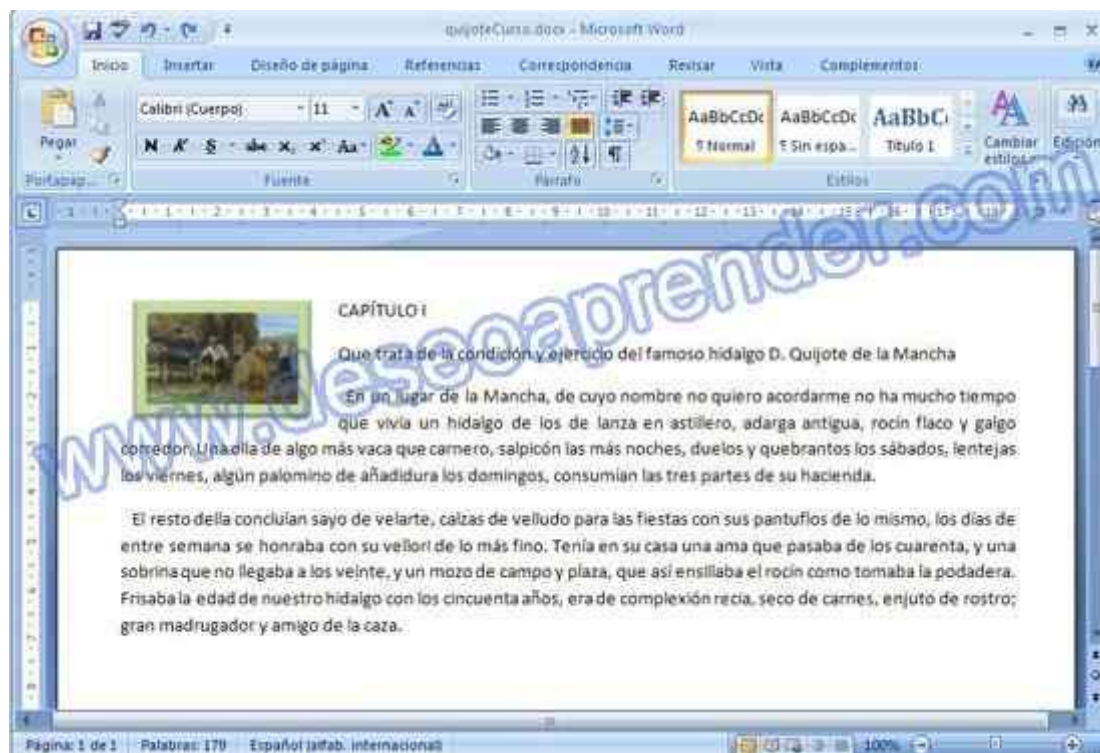 quijoteCurso.docx - Microsoft Word
Inicio Insertar Diseño de página Referencias Correspondencia Revisar Vista Complementos
Calibri (Cuerpo) 11
AaBbCcDc AaBbCcDc AaBbC
Pegar
N K S abc x₂ x² Aa
¶ Normal ¶ Sin espa... Título 1
Cambiar estilos
Edición
Portapap... Fuente Párrafo Estilos
www.deseoaprender.com
CAPÍTULO I
Que trata de la condición y ejercicio del famoso hidalgo D. Quijote de la Mancha
En un lugar de la Mancha, de cuyo nombre no quiero acordarme no ha mucho tiempo
que vivía un hidalgo de los de lanza en astillero, adarga antigua, rocín flaco y galgo
corredor. Una olla de algo más vaca que carnero, salpicón las más noches, duelos y quebrantos los sábados, lentejas
los viernes, algún palomino de añadidura los domingos, consumían las tres partes de su hacienda.
El resto della concluían sayo de velarte, calzas de velludo para las fiestas con sus pantuflos de lo mismo, los días de
entre semana se honraba con su vellori de lo más fino. Tenía en su casa una ama que pasaba de los cuarenta, y una
sobrina que no llegaba a los veinte, y un mozo de campo y plaza, que así ensillaba el rocín como tomaba la podadera.
Frisaba la edad de nuestro hidalgo con los cincuenta años, era de complexión recia, seco de carnes, enjuto de rostro;
gran madrugador y amigo de la caza.
Página: 1 de 1 Palabras: 179 Español (alfab. internacional) 100%